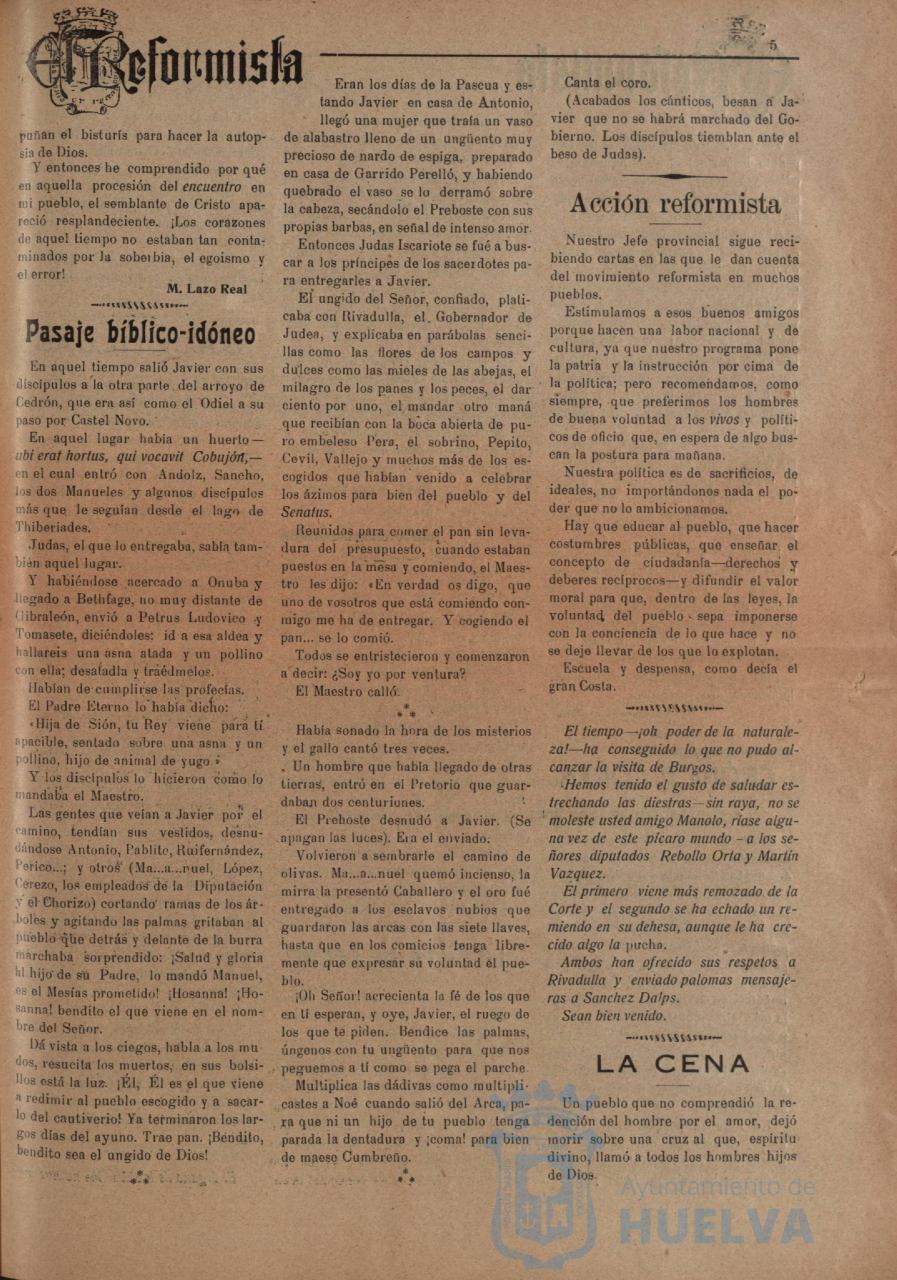 El Reformista
5
puñan el bisturís para hacer la autop-
sia de Dios.
Y entonces he comprendido por qué
en aquella procesión del encuentro en
mi pueblo, el semblante de Cristo apa-
reció resplandeciente. ¡Los corazones
de aquel tiempo no estaban tan conta-
minados por la soberbia, el egoismo y
el error!
M. Lazo Real
Pasaje bíblico-idóneo
En aquel tiempo salió Javier con sus
discípulos a la otra parte del arroyo de
Cedrón, que era así como el Odiel a su
paso por Castel Novo.
En aquel lugar había un huerto—
ubi erat hortus, qui vocavit Cobujón,—
en el cual entró con Andolz, Sancho,
los dos Manueles y algunos discípulos
más que le seguían desde el lago de
Thiberiades.
Judas, el que lo entregaba, sabía tam-
bién aquel lugar.
Y habiéndose acercado a Onuba y
llegado a Bethfage, no muy distante de
Gibraleón, envió a Petrus Ludovico y
Tomasete, diciéndoles: id a esa aldea y
hallareis una asna atada y un pollino
con ella; desatadla y traédmelos.
Habían de cumplirse las profecías.
El Padre Eterno lo había dicho:
«Hija de Sión, tu Rey viene para tí
apacible, sentado sobre una asna y un
pollino, hijo de animal de yugo »
Y los discípulos lo hicieron como lo
mandaba el Maestro.
Las gentes que veían a Javier por el
camino, tendían sus vestidos, desnu-
dándose Antonio, Pablito, Ruifernández,
Perico...; y otros (Ma...a...nuel, López,
Cerezo, los empleados de la Diputación
y el Chorizo) cortando ramas de los ár-
boles y agitando las palmas gritaban al
pueblo que detrás y delante de la burra
marchaba sorprendido: ¡Salud y gloria
al hijo de su Padre, lo mandó Manuel,
es el Mesías prometido! ¡Hosanna! ¡Ho-
sanna! bendito el que viene en el nom-
bre del Señor.
Dá vista a los ciegos, habla a los mu-
dos, resucita los muertos, en sus bolsi-
llos está la luz. ¡Él, Él es el que viene
a redimir al pueblo escogido y a sacar-
lo del cautiverio! Ya terminaron los lar-
gos días del ayuno. Trae pan. ¡Bendito,
bendito sea el ungido de Dios!
Eran los días de la Pascua y es-
tando Javier en casa de Antonio,
llegó una mujer que traía un vaso
de alabastro lleno de un ungüento muy
precioso de nardo de espiga, preparado
en casa de Garrido Perelló, y habiendo
quebrado el vaso se lo derramó sobre
la cabeza, secándolo el Preboste con sus
propias barbas, en señal de intenso amor.
Entonces Judas Iscariote se fué a bus-
car a los príncipes de los sacerdotes pa-
ra entregarles a Javier.
El ungido del Señor, confiado, plati-
caba con Rivadulla, el Gobernador de
Judea, y explicaba en parábolas senci-
llas como las flores de los campos y
dulces como las mieles de las abejas, el
milagro de los panes y los peces, el dar
ciento por uno, el mandar otro maná
que recibían con la boca abierta de pu-
ro embeleso Pera, el sobrino, Pepito,
Cevil, Vallejo y muchos más de los es-
cogidos que habían venido a celebrar
los ázimos para bien del pueblo y del
Senatus.
Reunidos para comer el pan sin leva-
dura del presupuesto, cuando estaban
puestos en la mesa y comiendo, el Maes-
tro les dijo: «En verdad os digo, que
uno de vosotros que está comiendo con-
migo me ha de entregar. Y cogiendo el
pan... se lo comió.
Todos se entristecieron y comenzaron
a decir: ¿Soy yo por ventura?
El Maestro calló.
Había sonado la hora de los misterios
y el gallo cantó tres veces.
Un hombre que había llegado de otras
tierras, entró en el Pretorio que guar-
daban dos centuriones.
El Preboste desnudó a Javier. (Se
apagan las luces). Era el enviado.
Volvieron a sembrarle el camino de
olivas. Ma...a...nuel quemó incienso, la
mirra la presentó Caballero y el oro fué
entregado a los esclavos nubios que
guardaron las arcas con las siete llaves,
hasta que en los comicios tenga libre-
mente que expresar su voluntad el pue-
blo.
¡Oh Señor! acrecienta la fé de los que
en tí esperan, y oye, Javier, el ruego de
los que te piden. Bendice las palmas,
úngenos con tu ungüento para que nos
peguemos a tí como se pega el parche.
Multiplica las dádivas como multipli-
castes a Noé cuando salió del Arca, pa-
ra que ni un hijo de tu pueblo tenga
parada la dentadura y ¡coma! para bien
de maese Cumbreño.
Canta el coro.
(Acabados los cánticos, besan a Ja-
vier que no se habrá marchado del Go-
bierno. Los discípulos tiemblan ante el
beso de Judas).
Acción reformista
Nuestro Jefe provincial sigue reci-
biendo cartas en las que le dan cuenta
del movimiento reformista en muchos
pueblos.
Estimulamos a esos buenos amigos
porque hacen una labor nacional y de
cultura, ya que nuestro programa pone
la patria y la instrucción por cima de
la política; pero recomendamos, como
siempre, que preferimos los hombres
de buena voluntad a los vivos y políti-
cos de oficio que, en espera de algo bus-
can la postura para mañana.
Nuestra política es de sacrificios, de
ideales, no importándonos nada el po-
der que no lo ambicionamos.
Hay que educar al pueblo, que hacer
costumbres públicas, que enseñar el
concepto de ciudadanía—derechos y
deberes recíprocos—y difundir el valor
moral para que, dentro de las leyes, la
voluntad del pueblo sepa imponerse
con la conciencia de lo que hace y no
se deje llevar de los que lo explotan.
Escuela y despensa, como decía el
gran Costa.
El tiempo—¡oh poder de la naturale-
za!—ha conseguido lo que no pudo al-
canzar la visita de Burgos.
Hemos tenido el gusto de saludar es-
trechando las diestras—sin raya, no se
moleste usted amigo Manolo, ríase algu-
na vez de este pícaro mundo—a los se-
ñores diputados Rebollo Orta y Martín
Vazquez.
El primero viene más remozado de la
Corte y el segundo se ha echado un re-
miendo en su dehesa, aunque le ha cre-
cido algo la pucha.
Ambos han ofrecido sus respetos a
Rivadulla y enviado palomas mensaje-
ras a Sanchez Dalps.
Sean bien venido.
LA CENA
Un pueblo que no comprendió la re-
dención del hombre por el amor, dejó
morir sobre una cruz al que, espíritu
divino, llamó a todos los hombres hijos
de Dios.
Ayuntamiento de
HUELVA